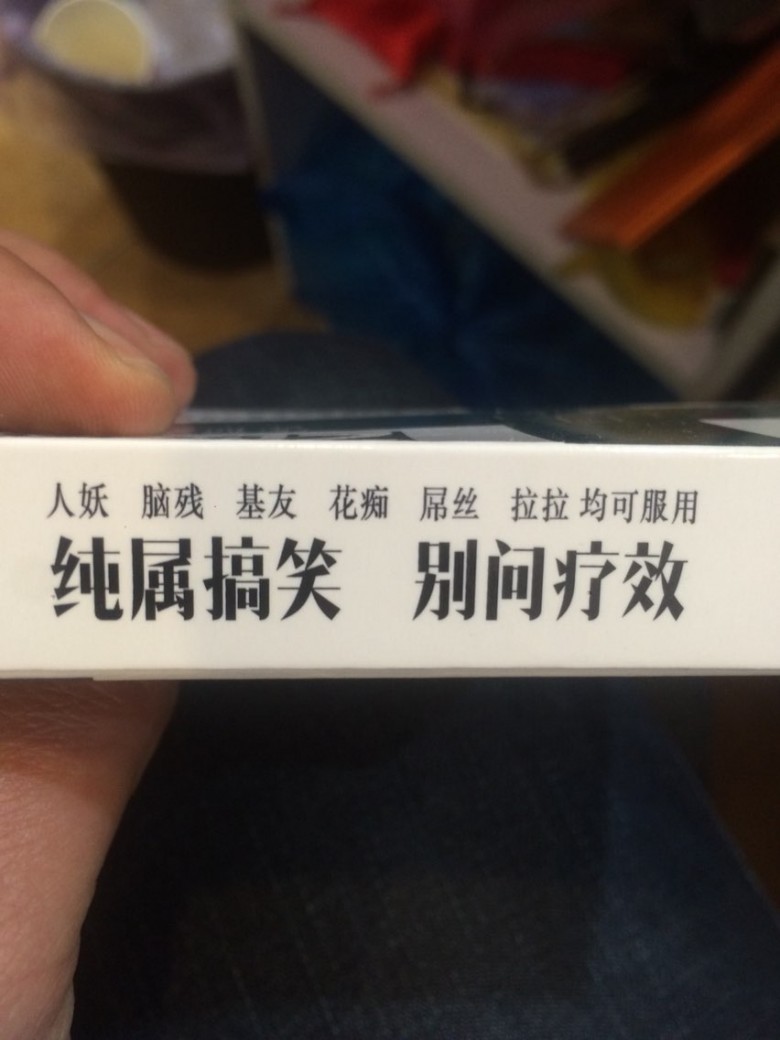 人妖 脑残 基友 花痴 屌丝 拉拉 均可服用
纯属搞笑 别问疗效